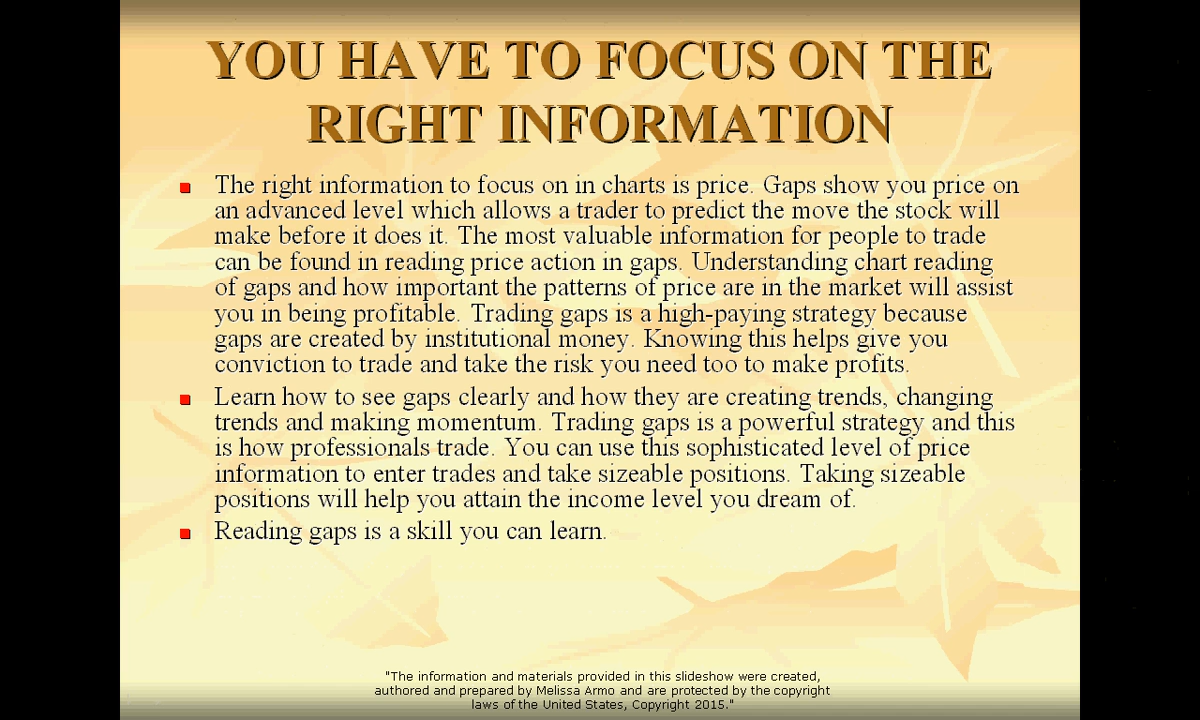 YOU HAVE TO FOCUS ON THE
RIGHT INFORMATION
The right information to focus on in charts is price. Gaps show you price on
an advanced level which allows a trader to predict the move the stock will
make before it does it. The most valuable information for people to trade
can be found in reading price action in gaps. Understanding chart reading
of gaps and how important the patterns of price are in the market will assist
you in being profitable. Trading gaps is a high-paying strategy because
gaps are created by institutional money. Knowing this helps give you
conviction to trade and take the risk you need too to make profits.
Learn how to see gaps clearly and how they are creating trends, changing
trends and making momentum. Trading gaps is a powerful strategy and this
is how professionals trade. You can use this sophisticated level of price
information to enter trades and take sizeable positions. Taking sizeable
positions will help you attain the income level you dream of.
Reading gaps is a skill you can learn.
"The information and materials provided in this slideshow were created,
authored and prepared by Melissa Armo and are protected by the copyright
laws of the United States, Copyright 2015."